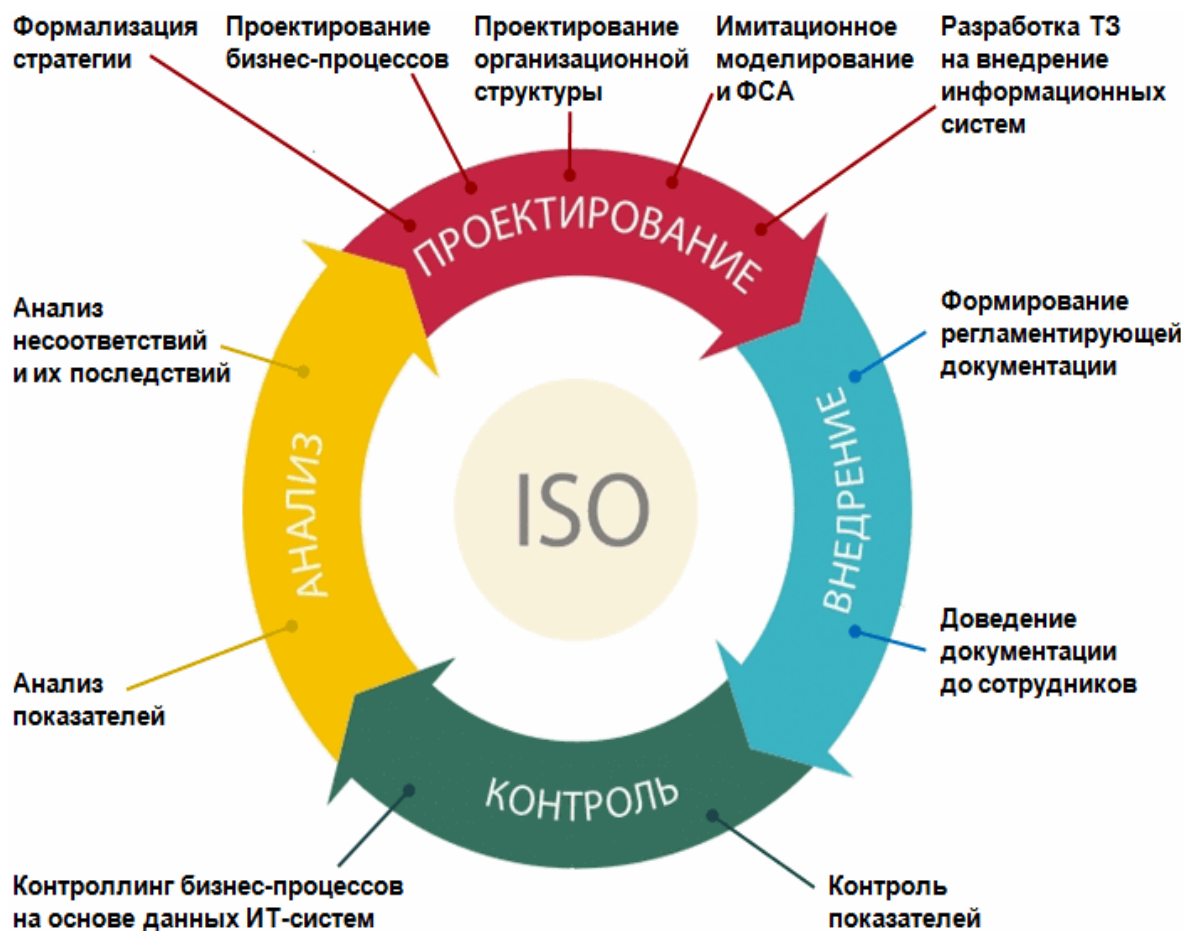 Формализация
стратегии
Проектирование
бизнес-процессов
Проектирование
организационной
структуры
Имитационное
моделирование
и ФСА
Разработка ТЗ
на внедрение
информационных
систем
ПРОЕКТИРОВАНИЕ
Формирование
регламентирующей
документации
ВНЕДРЕНИЕ
Доведение
документации
до сотрудников
Контроль
показателей
КОНТРОЛЬ
Контроллинг бизнес-процессов
на основе данных ИТ-систем
Анализ
показателей
АНАЛИЗ
Анализ
несоответствий
и их последствий
ISO